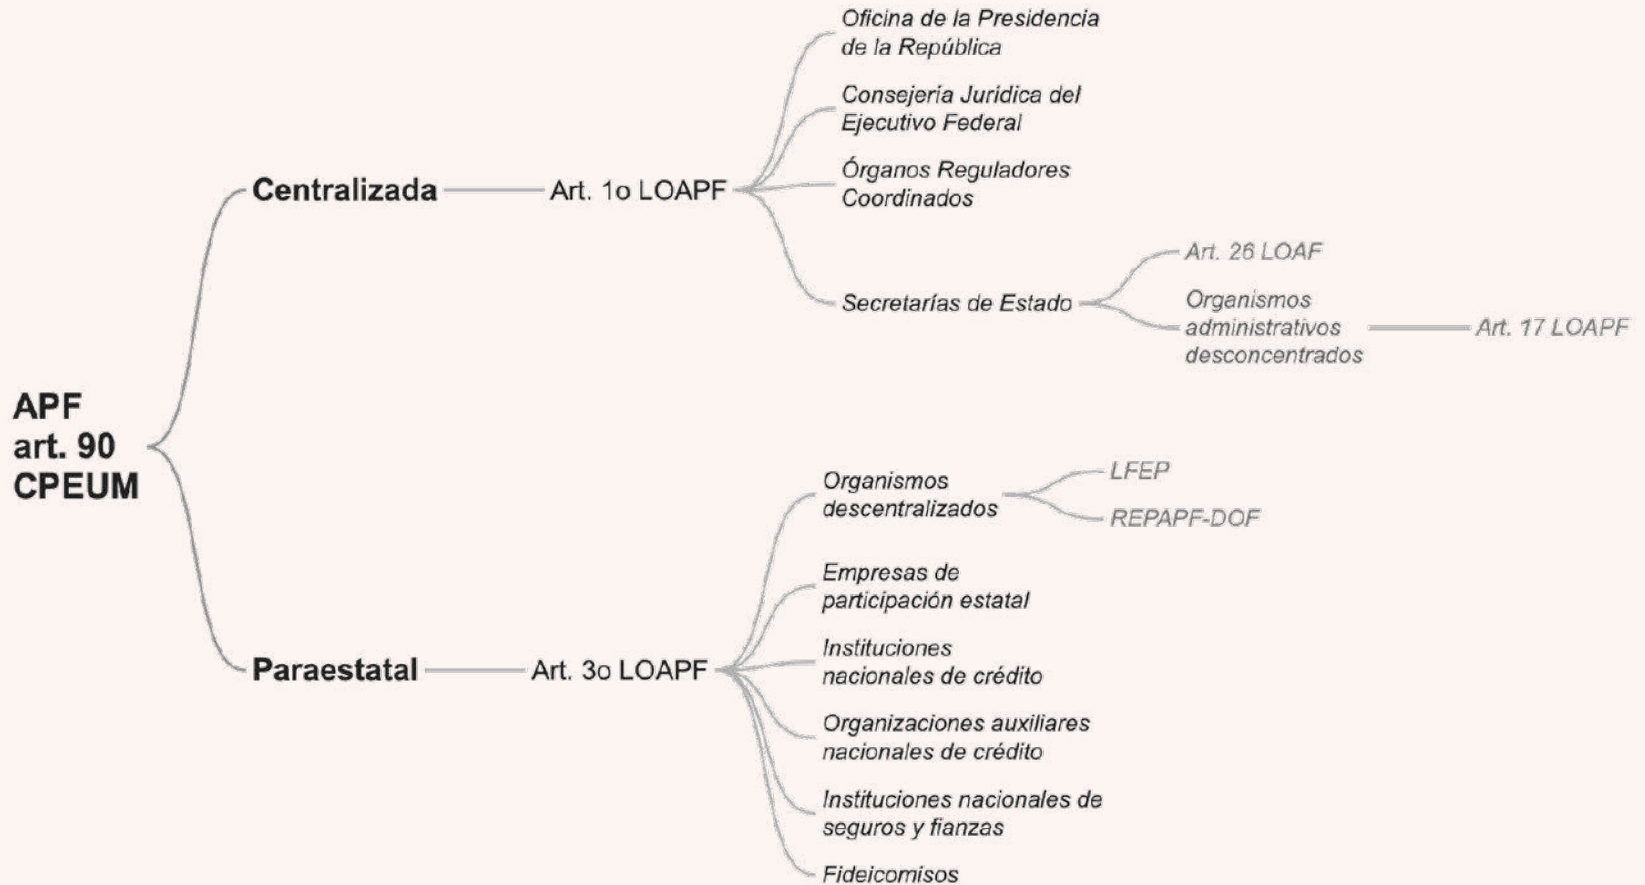 APF
art. 90
CPEUM
Centralizada
Art. 1o LOAPF
Oficina de la Presidencia
de la República
Consejería Jurídica del
Ejecutivo Federal
Órganos Reguladores
Coordinados
Secretarías de Estado
Art. 26 LOAF
Organismos
administrativos
desconcentrados
Art. 17 LOAPF
Paraestatal
Art. 3o LOAPF
Organismos
descentralizados
LFEP
REPAPF-DOF
Empresas de
participación estatal
Instituciones
nacionales de crédito
Organizaciones auxiliares
nacionales de crédito
Instituciones nacionales de
seguros y fianzas
Fideicomisos